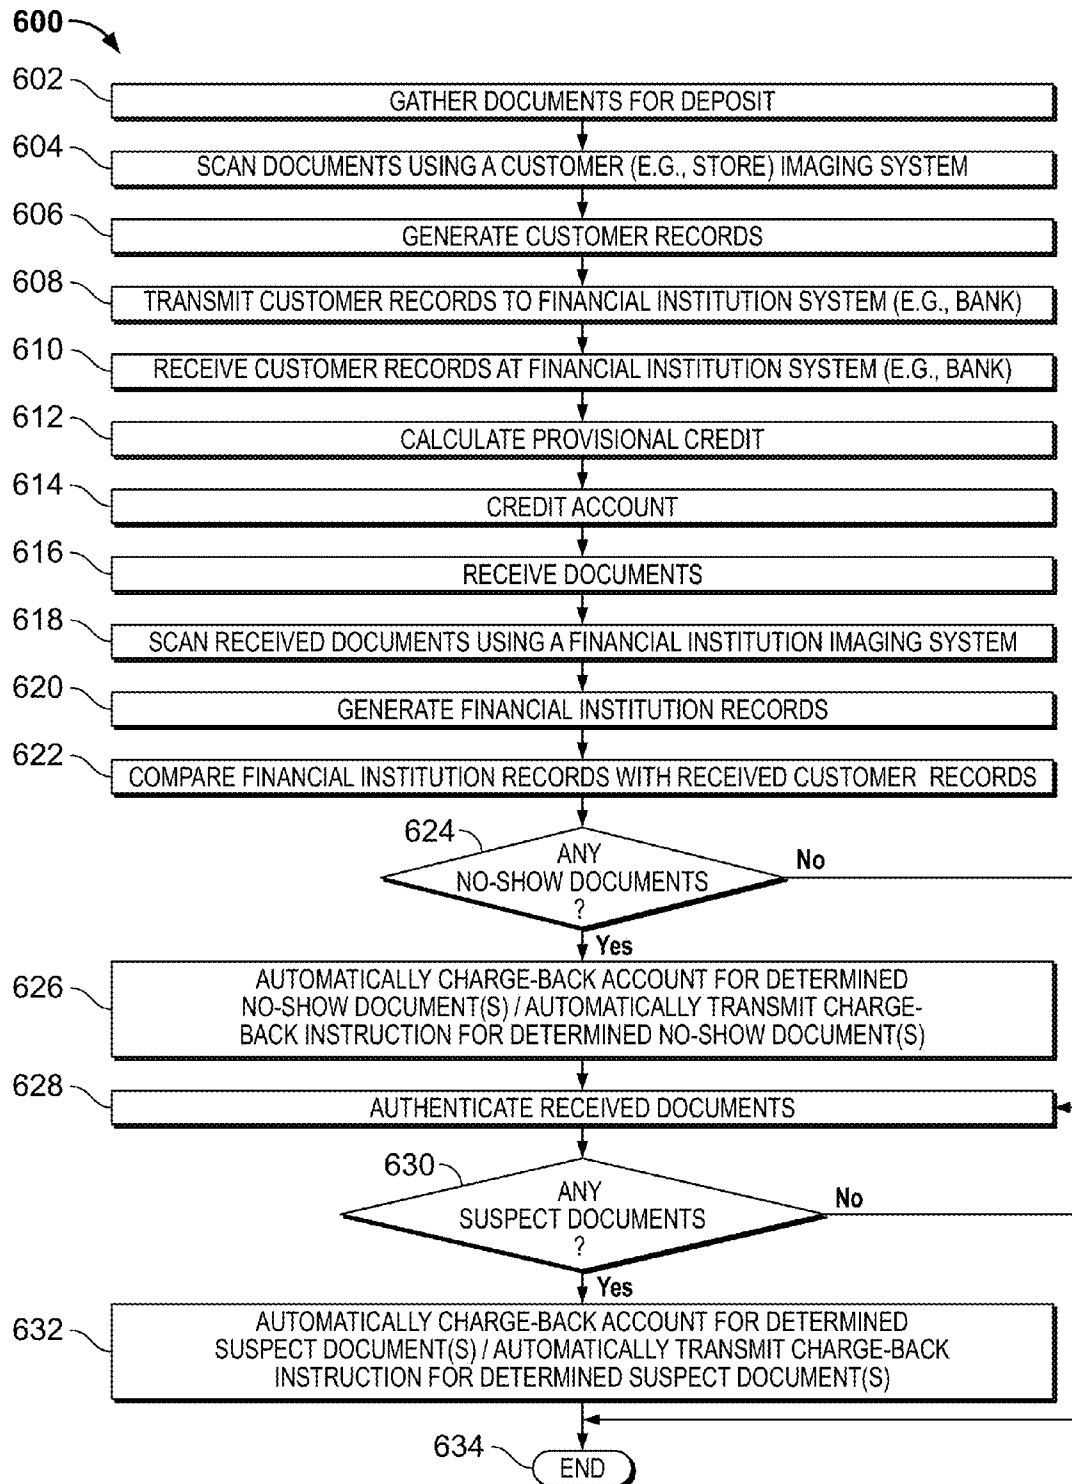 600
602
GATHER DOCUMENTS FOR DEPOSIT
604
SCAN DOCUMENTS USING A CUSTOMER (E.G., STORE) IMAGING SYSTEM
606
GENERATE CUSTOMER RECORDS
608
TRANSMIT CUSTOMER RECORDS TO FINANCIAL INSTITUTION SYSTEM (E.G., BANK)
610
RECEIVE CUSTOMER RECORDS AT FINANCIAL INSTITUTION SYSTEM (E.G., BANK)
612
CALCULATE PROVISIONAL CREDIT
614
CREDIT ACCOUNT
616
RECEIVE DOCUMENTS
618
SCAN RECEIVED DOCUMENTS USING A FINANCIAL INSTITUTION IMAGING SYSTEM
620
GENERATE FINANCIAL INSTITUTION RECORDS
622
COMPARE FINANCIAL INSTITUTION RECORDS WITH RECEIVED CUSTOMER RECORDS
624
ANY
NO-SHOW DOCUMENTS
?
No
Yes
626
AUTOMATICALLY CHARGE-BACK ACCOUNT FOR DETERMINED
NO-SHOW DOCUMENT(S) / AUTOMATICALLY TRANSMIT CHARGE-
BACK INSTRUCTION FOR DETERMINED NO-SHOW DOCUMENT(S)
628
AUTHENTICATE RECEIVED DOCUMENTS
630
ANY
SUSPECT DOCUMENTS
?
No
Yes
632
AUTOMATICALLY CHARGE-BACK ACCOUNT FOR DETERMINED
SUSPECT DOCUMENT(S) / AUTOMATICALLY TRANSMIT CHARGE-BACK
INSTRUCTION FOR DETERMINED SUSPECT DOCUMENT(S)
634
END